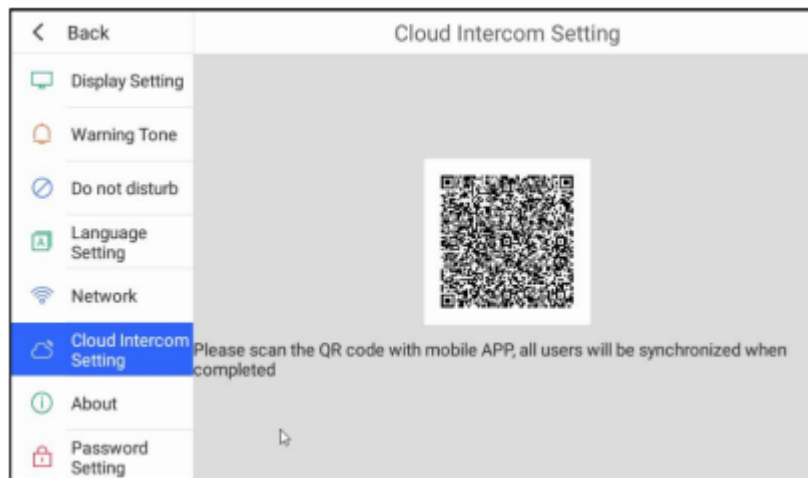 Back
Cloud Intercom Setting
Display Setting
Warning Tone
Do not disturb
Language
Setting
Network
Cloud Intercom
Setting
About
Password
Setting
Please scan the QR code with mobile APP, all users will be synchronized when
completed